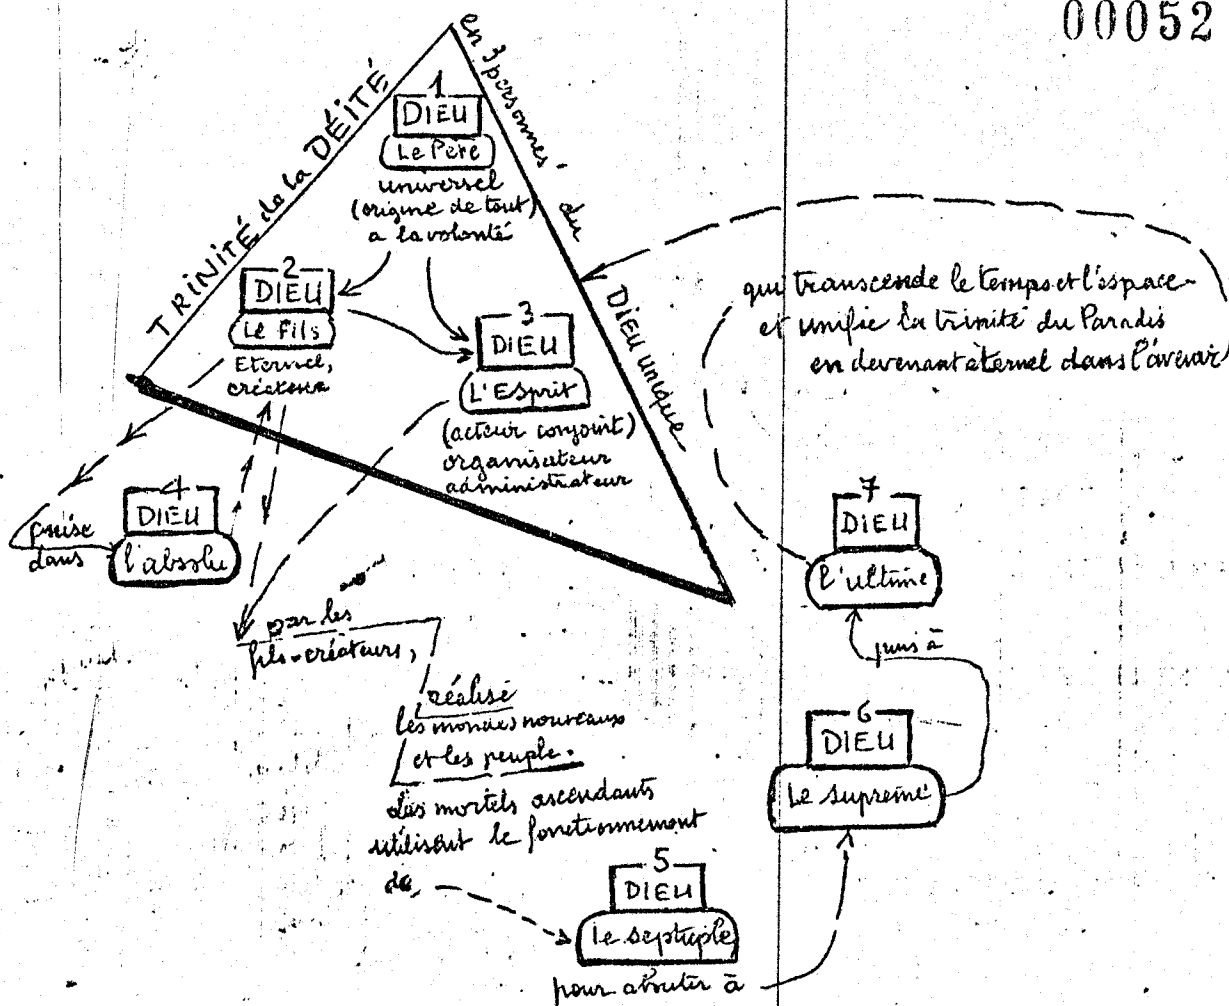 00052
TRINITÉ de la DÉITÉ
en 3 personnes du
DIEU unique
1
DIEU
Le Père
universel
(origine de tout)
a la volonté
2
DIEU
Le Fils
Eternel,
créateur
3
DIEU
L'Esprit
(acteur conjoint)
organisateur
administrateur
puise
dans
4
DIEU
l'absolu
par les
fils-créateurs,
réalise
les mondes nouveaux
et les peuple.
Les mortels ascendants
utilisent le fonctionnement
de,
5
DIEU
Le septuple
pour aboutir à
6
DIEU
Le suprême
puis à
7
DIEU
l'ultime
qui transcende le temps et l'espace
et unifie la trinité du Paradis
en devenant éternel dans l'avenir